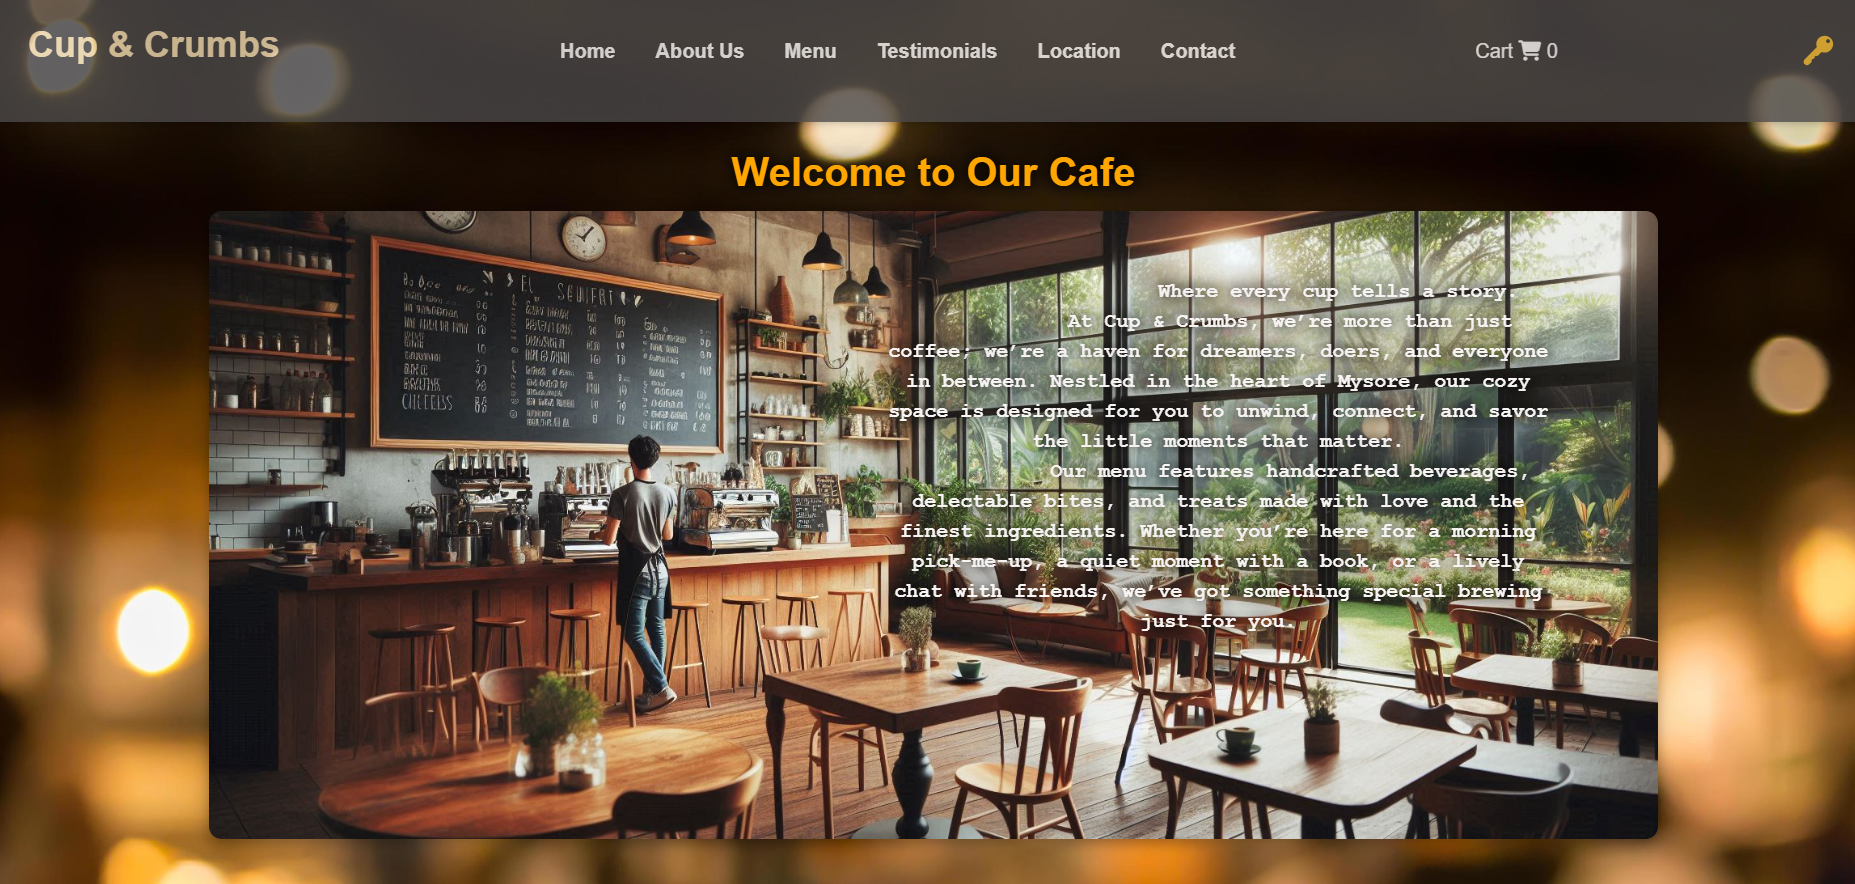 Cup & Crumbs
Home About Us Menu Testimonials Location Contact
Cart 0
Welcome to Our Cafe
Where every cup tells a story.
At Cup & Crumbs, we’re more than just
coffee; we’re a haven for dreamers, doers, and everyone
in between. Nestled in the heart of Mysore, our cozy
space is designed for you to unwind, connect, and savor
the little moments that matter.
Our menu features handcrafted beverages,
delectable bites, and treats made with love and the
finest ingredients. Whether you’re here for a morning
pick-me-up, a quiet moment with a book, or a lively
chat with friends, we’ve got something special brewing
just for you.